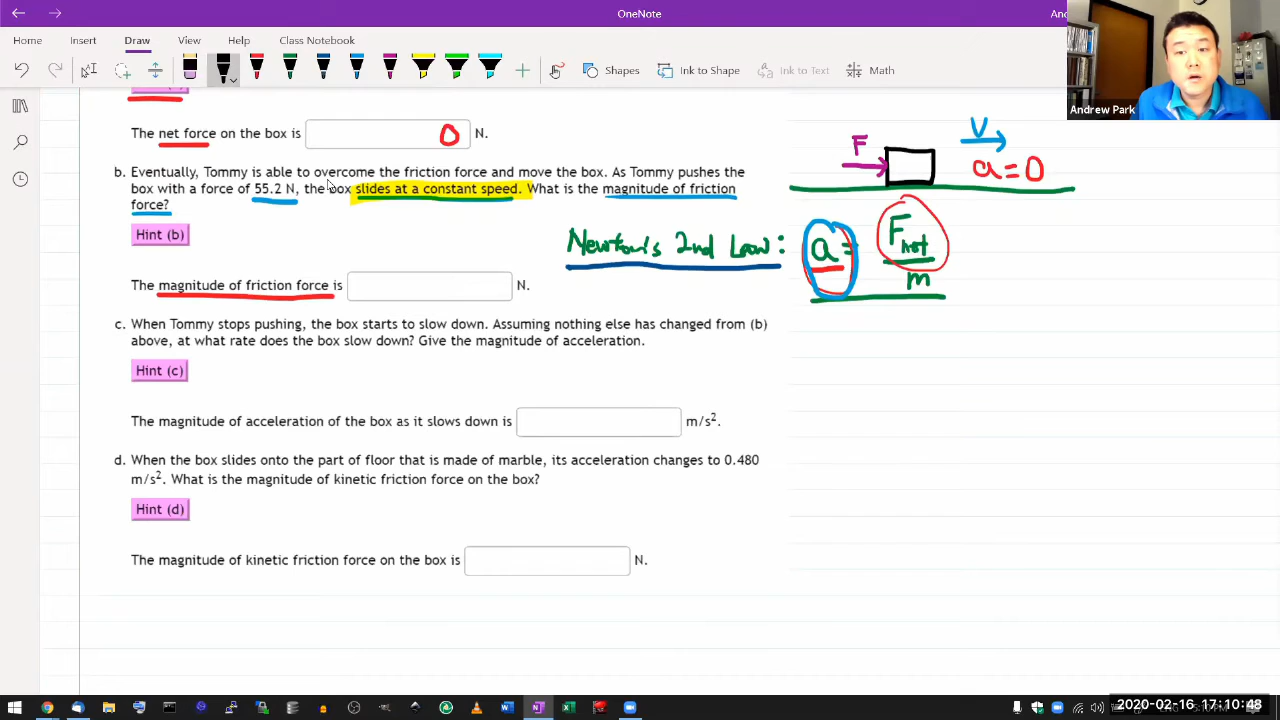 OneNote
And
Home Insert Draw View Help Class Notebook
Shapes Ink to Shape Ink to Text Math
Andrew Park
The net force on the box is 0 N.
b. Eventually, Tommy is able to overcome the friction force and move the box. As Tommy pushes the
box with a force of 55.2 N, the box slides at a constant speed. What is the magnitude of friction
force?
Hint (b)
The magnitude of friction force is N.
c. When Tommy stops pushing, the box starts to slow down. Assuming nothing else has changed from (b)
above, at what rate does the box slow down? Give the magnitude of acceleration.
Hint (c)
The magnitude of acceleration of the box as it slows down is m/s².
d. When the box slides onto the part of floor that is made of marble, its acceleration changes to 0.480
m/s². What is the magnitude of kinetic friction force on the box?
Hint (d)
The magnitude of kinetic friction force on the box is N.
F
V
a=0
Newton's 2nd Law: a = Fnet
m
2020-02-16 17:10:48